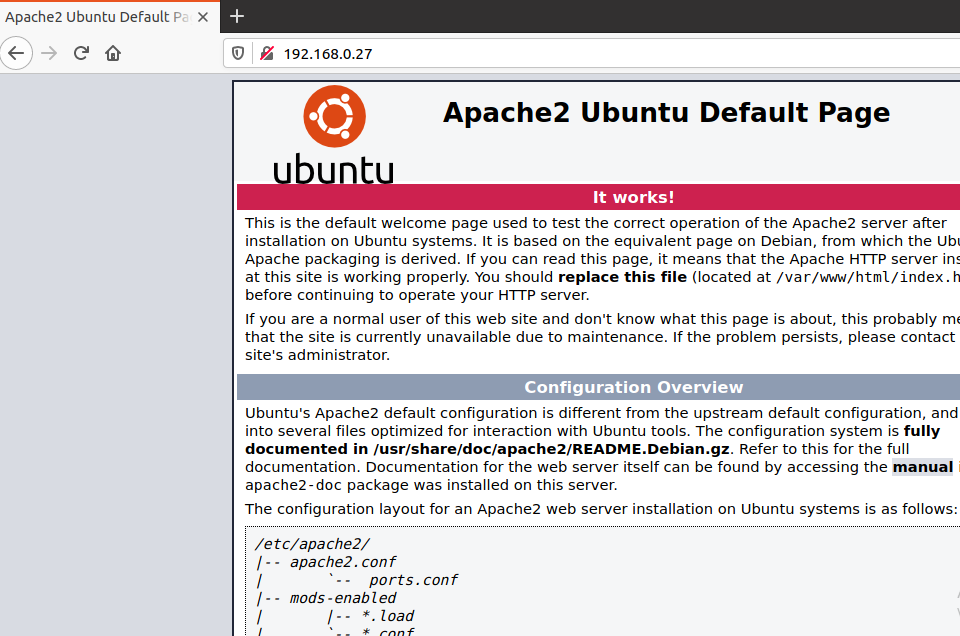 Apache2 Ubuntu Default Pa
192.168.0.27
ubuntu
Apache2 Ubuntu Default Page
It works!
This is the default welcome page used to test the correct operation of the Apache2 server after
installation on Ubuntu systems. It is based on the equivalent page on Debian, from which the
Apache packaging is derived. If you can read this page, it means that the Apache HTTP server
at this site is working properly. You should replace this file (located at /var/www/html/index.h
before continuing to operate your HTTP server.
If you are a normal user of this web site and don't know what this page is about, this probably
that the site is currently unavailable due to maintenance. If the problem persists, please contact
site's administrator.
Configuration Overview
Ubuntu's Apache2 default configuration is different from the upstream default configuration, and
into several files optimized for interaction with Ubuntu tools. The configuration system is fully
documented in /usr/share/doc/apache2/README.Debian.gz. Refer to this for the full
documentation. Documentation for the web server itself can be found by accessing the manual
apache2-doc package was installed on this server.
The configuration layout for an Apache2 web server installation on Ubuntu systems is as follows:
/etc/apache2/
|-- apache2.conf
|       `--  ports.conf
|-- mods-enabled
|       |-- *.load
|       `-- *.conf